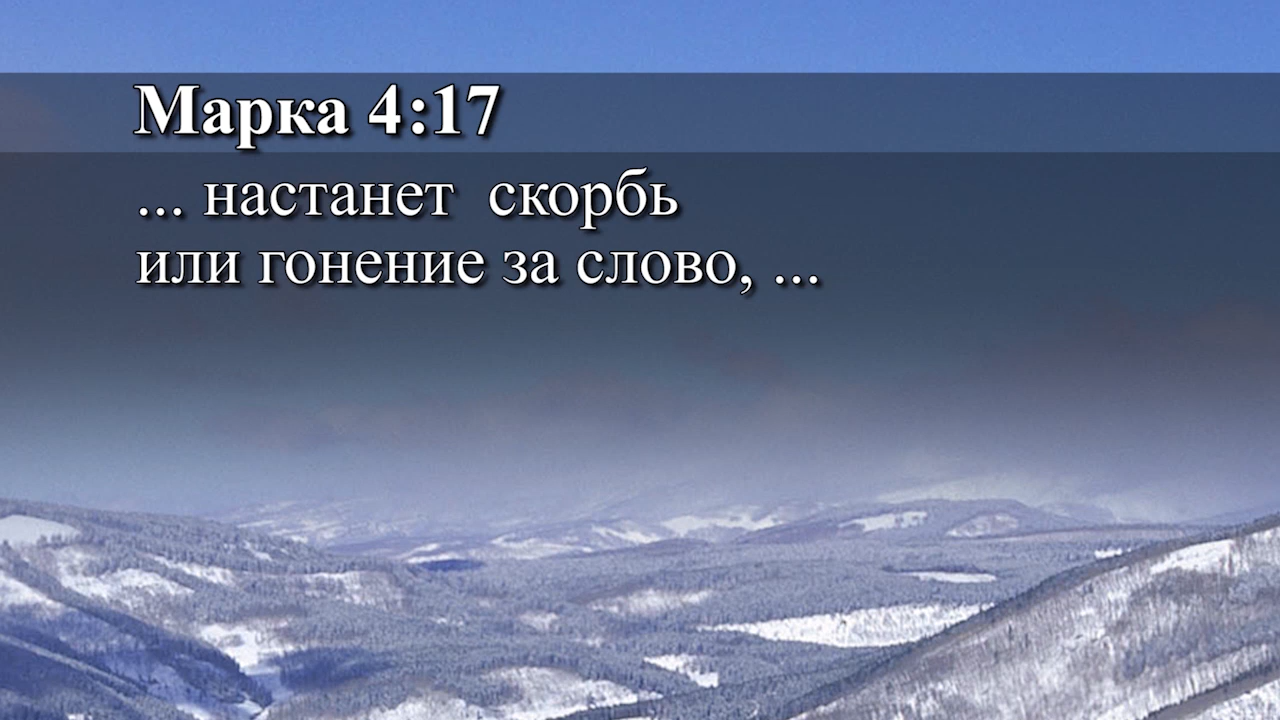 Марка 4:17
... настанет скорбь
или гонение за слово, ...